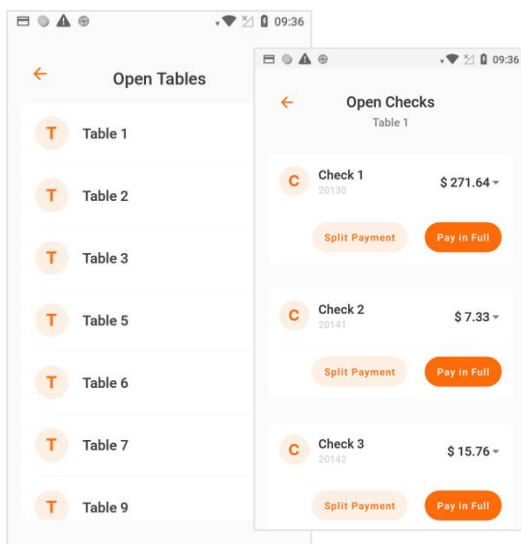 09:36
Open Tables
T Table 1
T Table 2
T Table 3
T Table 5
T Table 6
T Table 7
T Table 9
09:36
Open Checks
Table 1
C Check 1 $ 271.64
20130
Split Payment Pay in Full
C Check 2 $ 7.33
20141
Split Payment Pay in Full
C Check 3 $ 15.76
20142
Split Payment Pay in Full